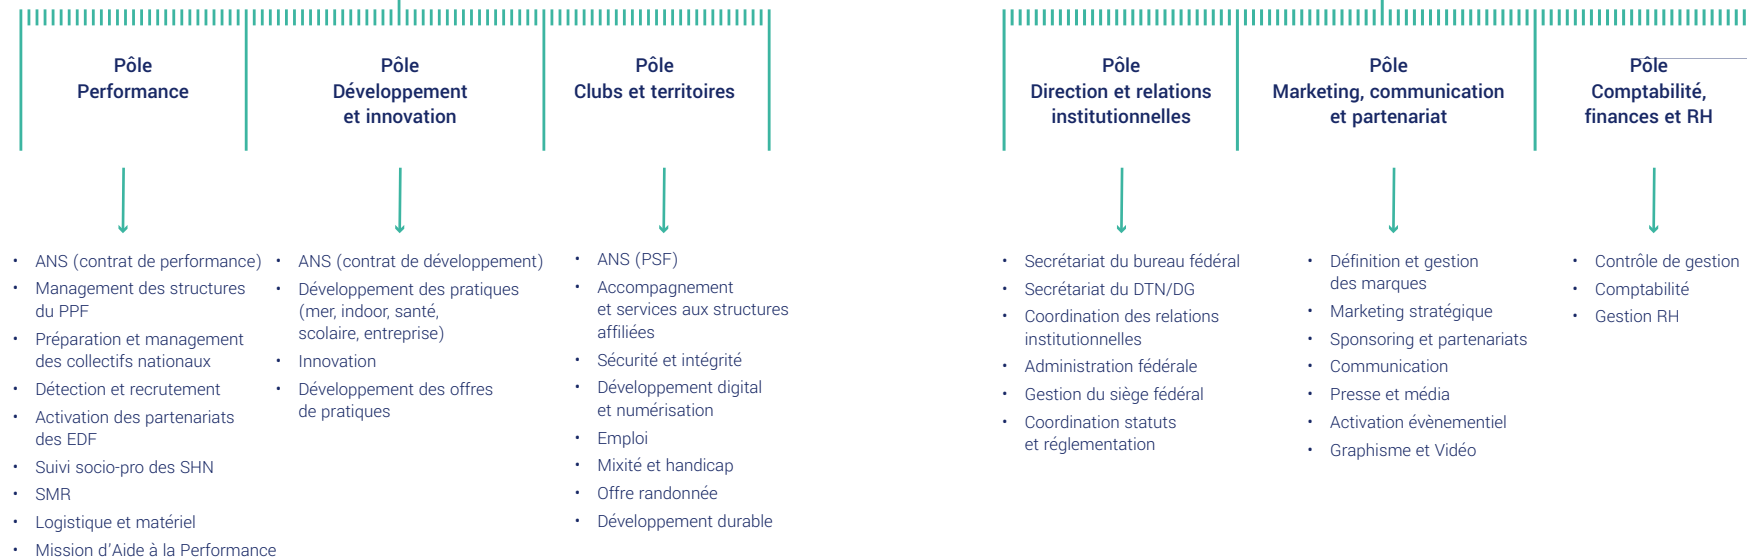 Pôle
Performance
Pôle
Développement
et innovation
Pôle
Clubs et territoires
Pôle
Direction et relations
institutionnelles
Pôle
Marketing, communication
et partenariat
Pôle
Comptabilité,
finances et RH
• ANS (contrat de performance)
• Management des structures
du PPF
• Préparation et management
des collectifs nationaux
• Détection et recrutement
• Activation des partenariats
des EDF
• Suivi socio-pro des SHN
• SMR
• Logistique et matériel
• Mission d'Aide à la Performance
• ANS (contrat de développement)
• Développement des pratiques
(mer, indoor, santé,
scolaire, entreprise)
• Innovation
• Développement des offres
de pratiques
• ANS (PSF)
• Accompagnement
et services aux structures
affiliées
• Sécurité et intégrité
• Développement digital
et numérisation
• Emploi
• Mixité et handicap
• Offre randonnée
• Développement durable
• Secrétariat du bureau fédéral
• Secrétariat du DTN/DG
• Coordination des relations
institutionnelles
• Administration fédérale
• Gestion du siège fédéral
• Coordination statuts
et réglementation
• Définition et gestion
des marques
• Marketing stratégique
• Sponsoring et partenariats
• Communication
• Presse et média
• Activation évènementiel
• Graphisme et Vidéo
• Contrôle de gestion
• Comptabilité
• Gestion RH